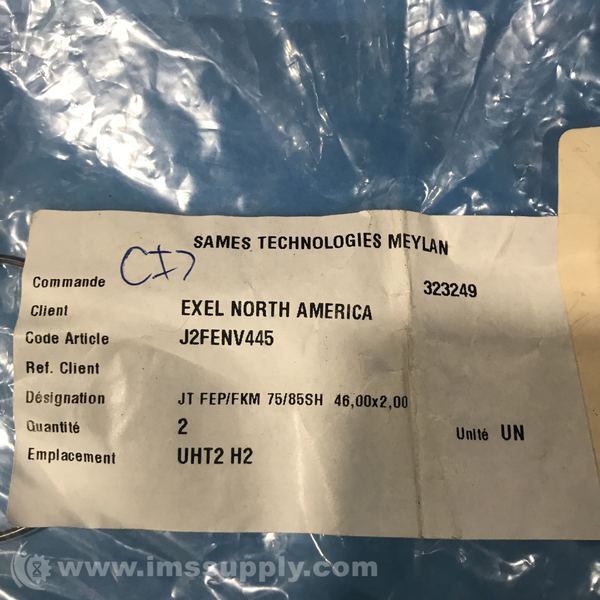 SAMES TECHNOLOGIES MEYLAN
Commande 323249
Client EXEL NORTH AMERICA
Code Article J2FENV445
Ref. Client
Désignation JT FEP/FKM 75/85SH 46,00x2,00
Quantité 2 Unité UN
Emplacement UHT2 H2
www.imssupply.com